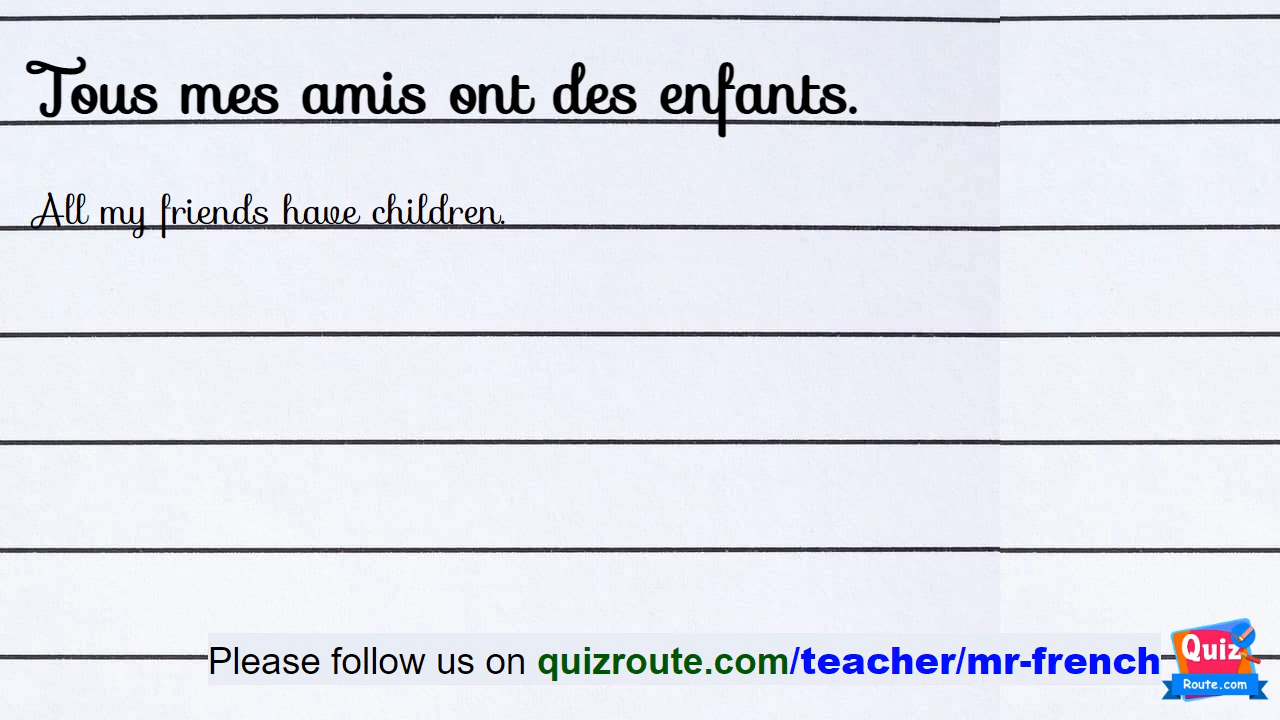 Tous mes amis ont des enfants.
All my friends have children.
Please follow us on quizroute.com/teacher/mr-french
Quiz
Route.com